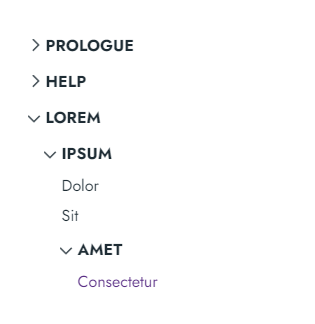 PROLOGUE
HELP
LOREM
IPSUM
Dolor
Sit
AMET
Consectetur